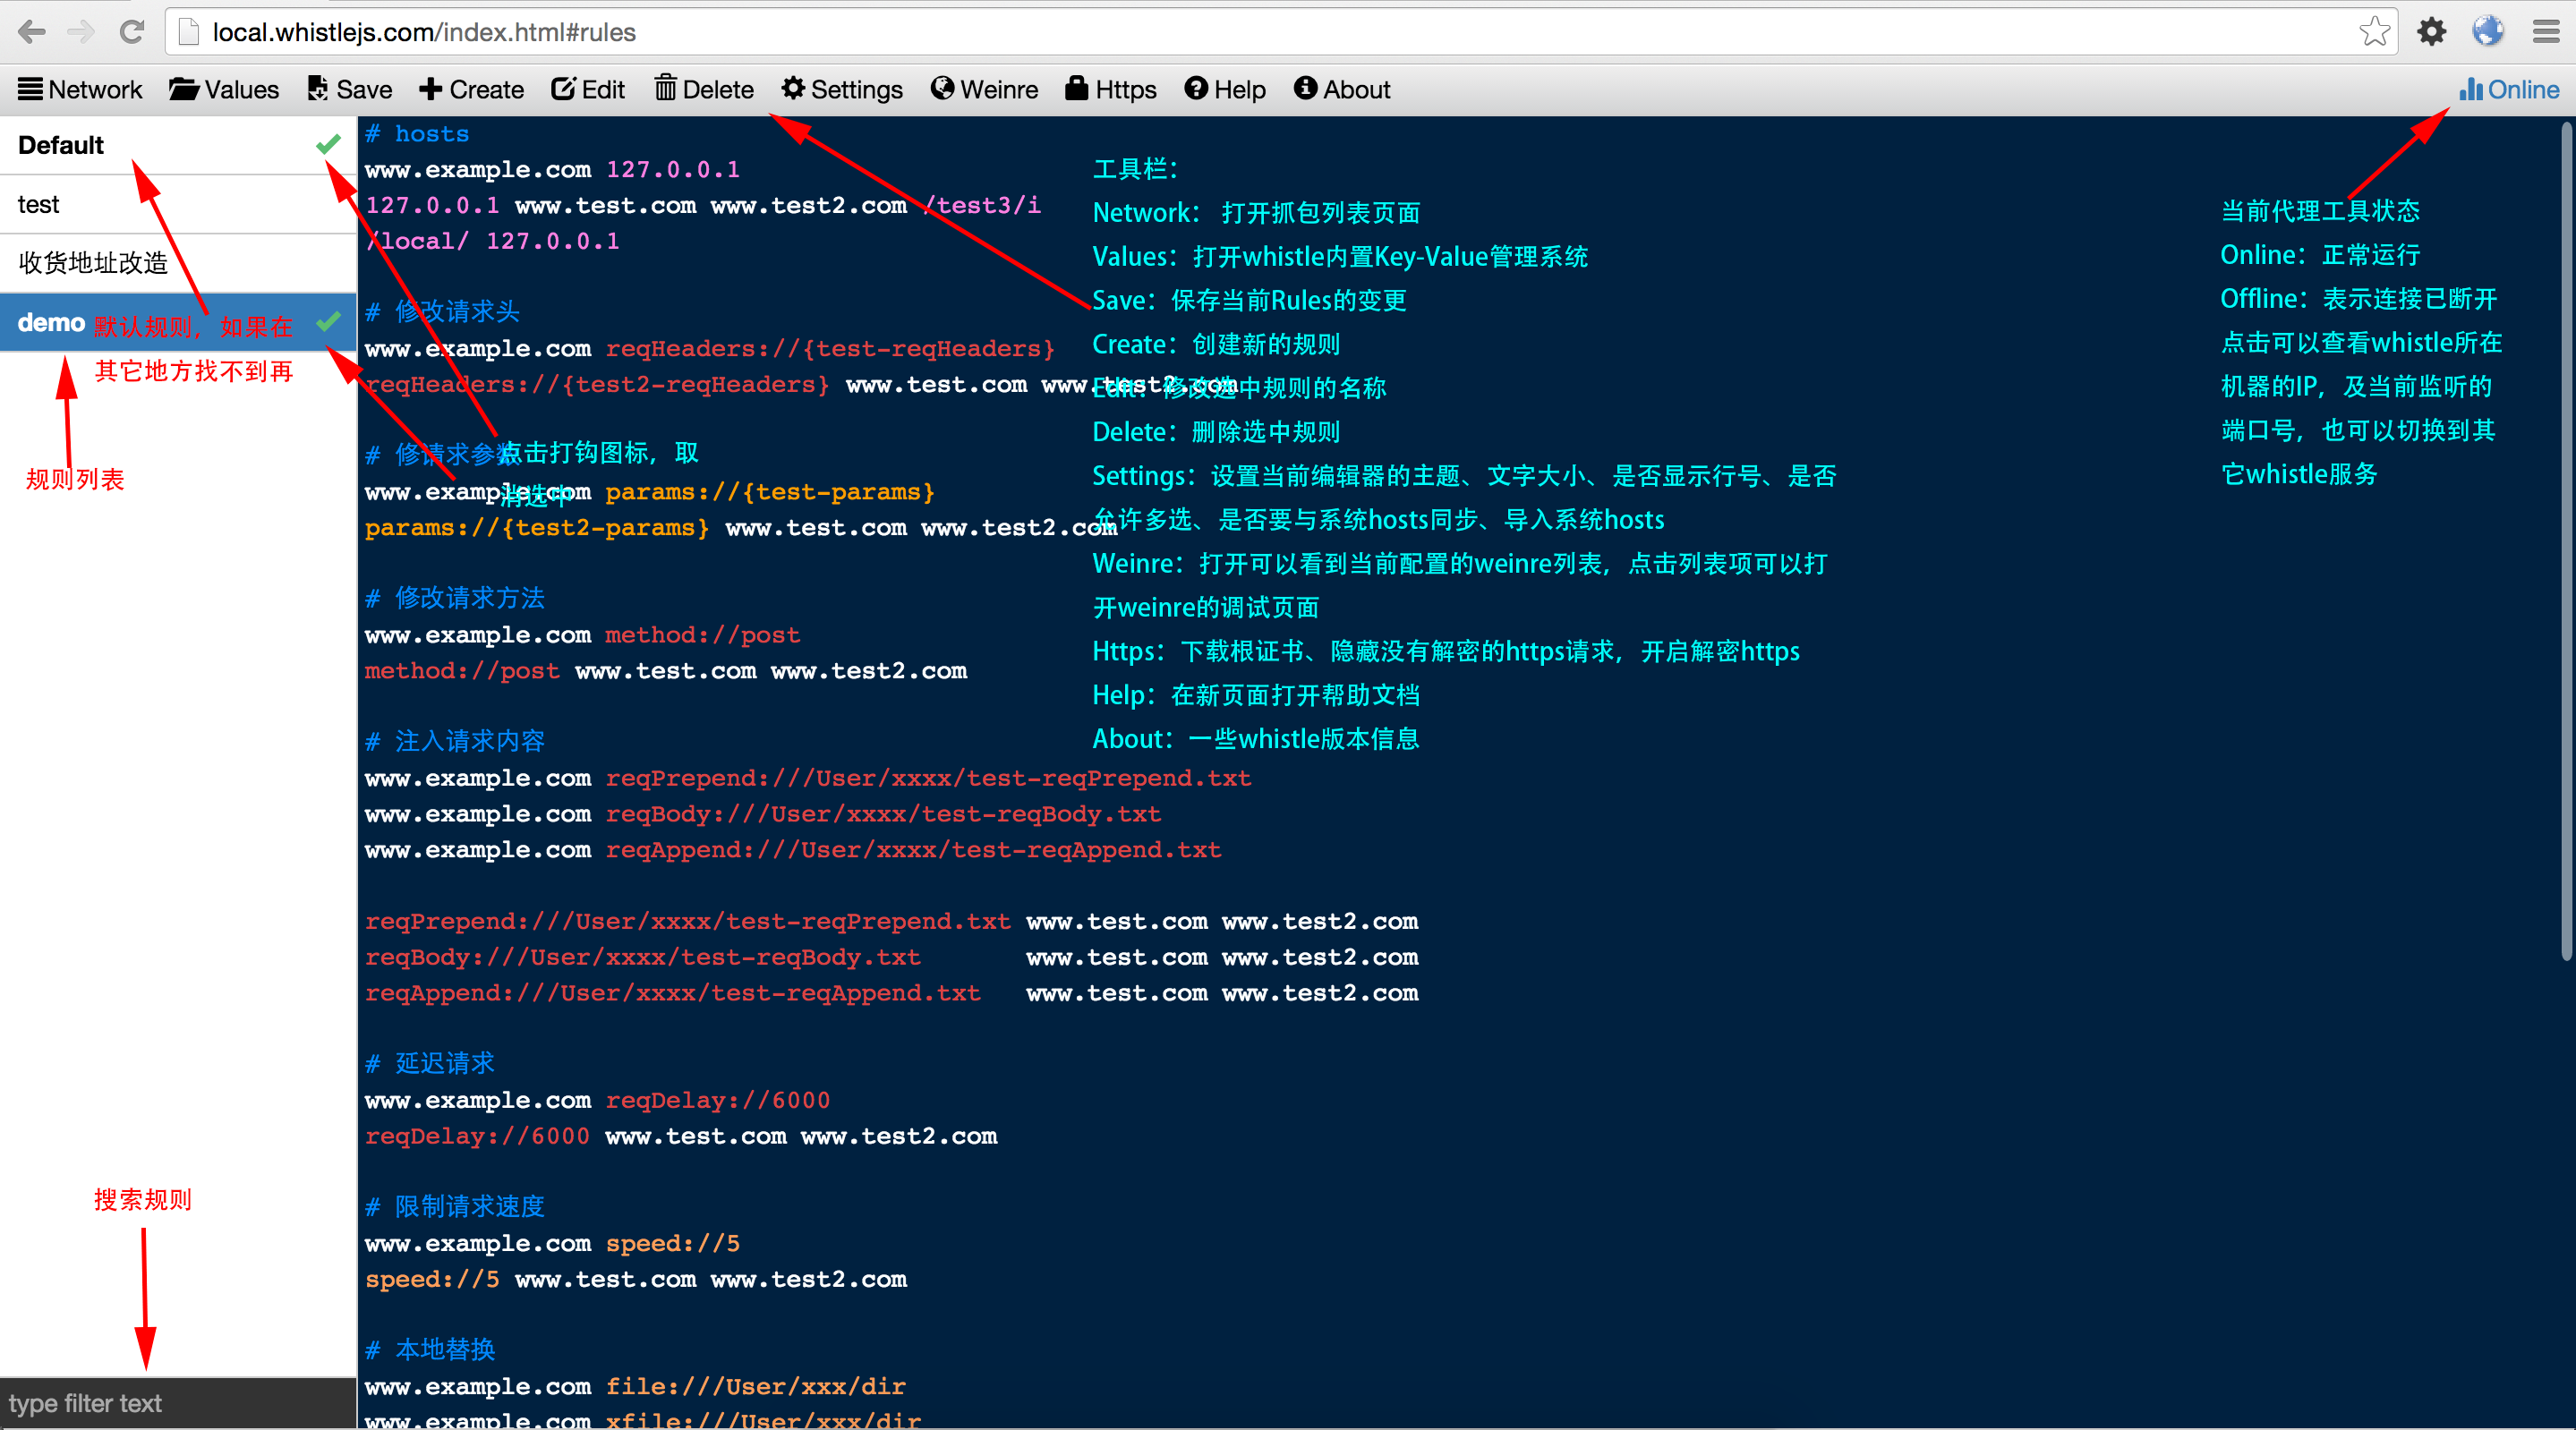 local.whistlejs.com/index.html#rules
Network Values Save Create Edit Delete Settings Weinre Https Help About Online
Default
test
收货地址改造
demo
默认规则，如果在
其它地方找不到再
规则列表
搜索规则
type filter text
# hosts
www.example.com 127.0.0.1
127.0.0.1 www.test.com www.test2.com /test3/i
/local/ 127.0.0.1
# 修改请求头
www.example.com reqHeaders://{test-reqHeaders}
reqHeaders://{test2-reqHeaders} www.test.com www.test2.com
# 修请求参数
www.example.com params://{test-params}
params://{test2-params} www.test.com www.test2.com
点击打钩图标，取
消选中
# 修改请求方法
www.example.com method://post
method://post www.test.com www.test2.com
# 注入请求内容
www.example.com reqPrepend:///User/xxxx/test-reqPrepend.txt
www.example.com reqBody:///User/xxxx/test-reqBody.txt
www.example.com reqAppend:///User/xxxx/test-reqAppend.txt
reqPrepend:///User/xxxx/test-reqPrepend.txt www.test.com www.test2.com
reqBody:///User/xxxx/test-reqBody.txt www.test.com www.test2.com
reqAppend:///User/xxxx/test-reqAppend.txt www.test.com www.test2.com
# 延迟请求
www.example.com reqDelay://6000
reqDelay://6000 www.test.com www.test2.com
# 限制请求速度
www.example.com speed://5
speed://5 www.test.com www.test2.com
# 本地替换
www.example.com file:///User/xxx/dir
www.example.com xfile:///User/xxx/dir
工具栏：
Network： 打开抓包列表页面
Values：打开whistle内置Key-Value管理系统
Save：保存当前Rules的变更
Create：创建新的规则
Edit：修改选中规则的名称
Delete：删除选中规则
Settings：设置当前编辑器的主题、文字大小、是否显示行号、是否
允许多选、是否要与系统hosts同步、导入系统hosts
Weinre：打开可以看到当前配置的weinre列表，点击列表项可以打
开weinre的调试页面
Https：下载根证书、隐藏没有解密的https请求，开启解密https
Help：在新页面打开帮助文档
About：一些whistle版本信息
当前代理工具状态
Online：正常运行
Offline：表示连接已断开
点击可以查看whistle所在
机器的IP，及当前监听的
端口号，也可以切换到其
它whistle服务